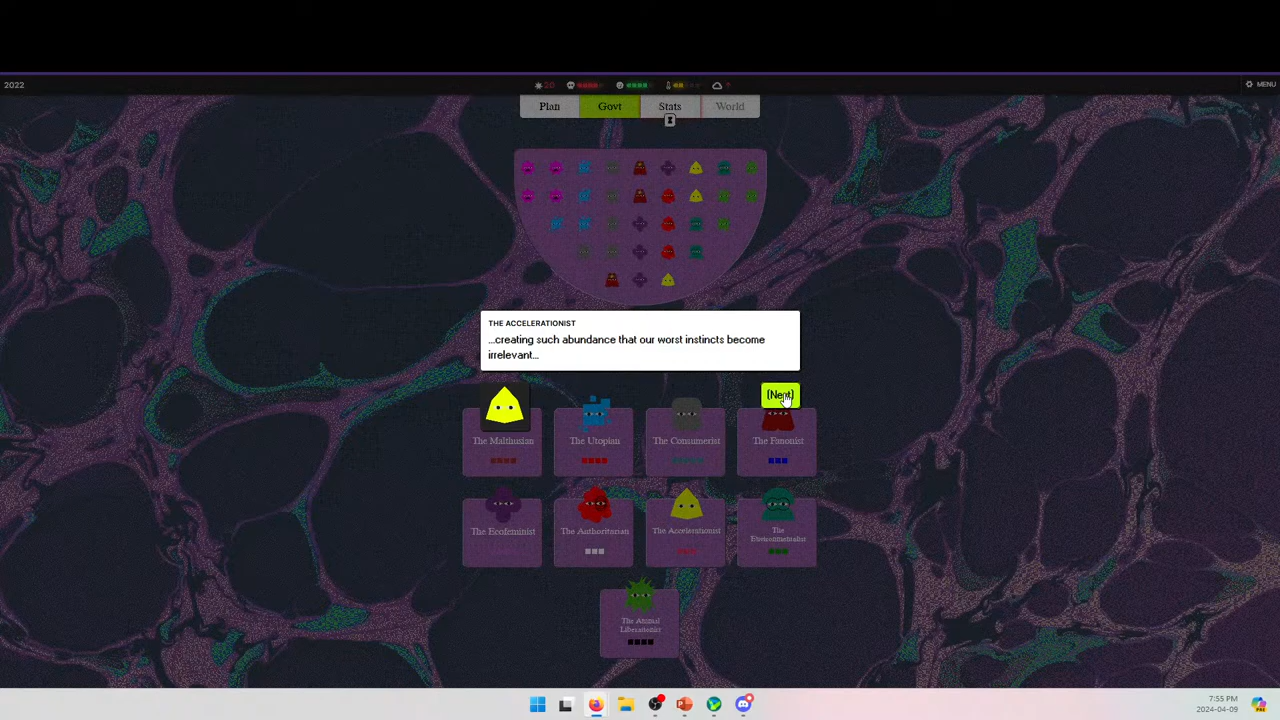 2022
20
MENU
Plan
Govt
Stats
World
THE ACCELERATIONIST
...creating such abundance that our worst instincts become
irrelevant...
(Next)
The Malthusian
The Utopian
The Consumerist
The Fanonist
The Ecofeminist
The Authoritarian
The Accelerationist
The
Environmentalist
The Animal
Liberationist
7:55 PM
2024-04-09